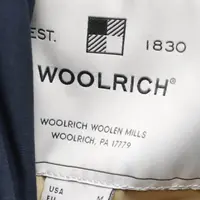 EST. 1830
WOOLRICH®
WOOLRICH WOOLEN MILLS
WOOLRICH, PA 17779
USA M